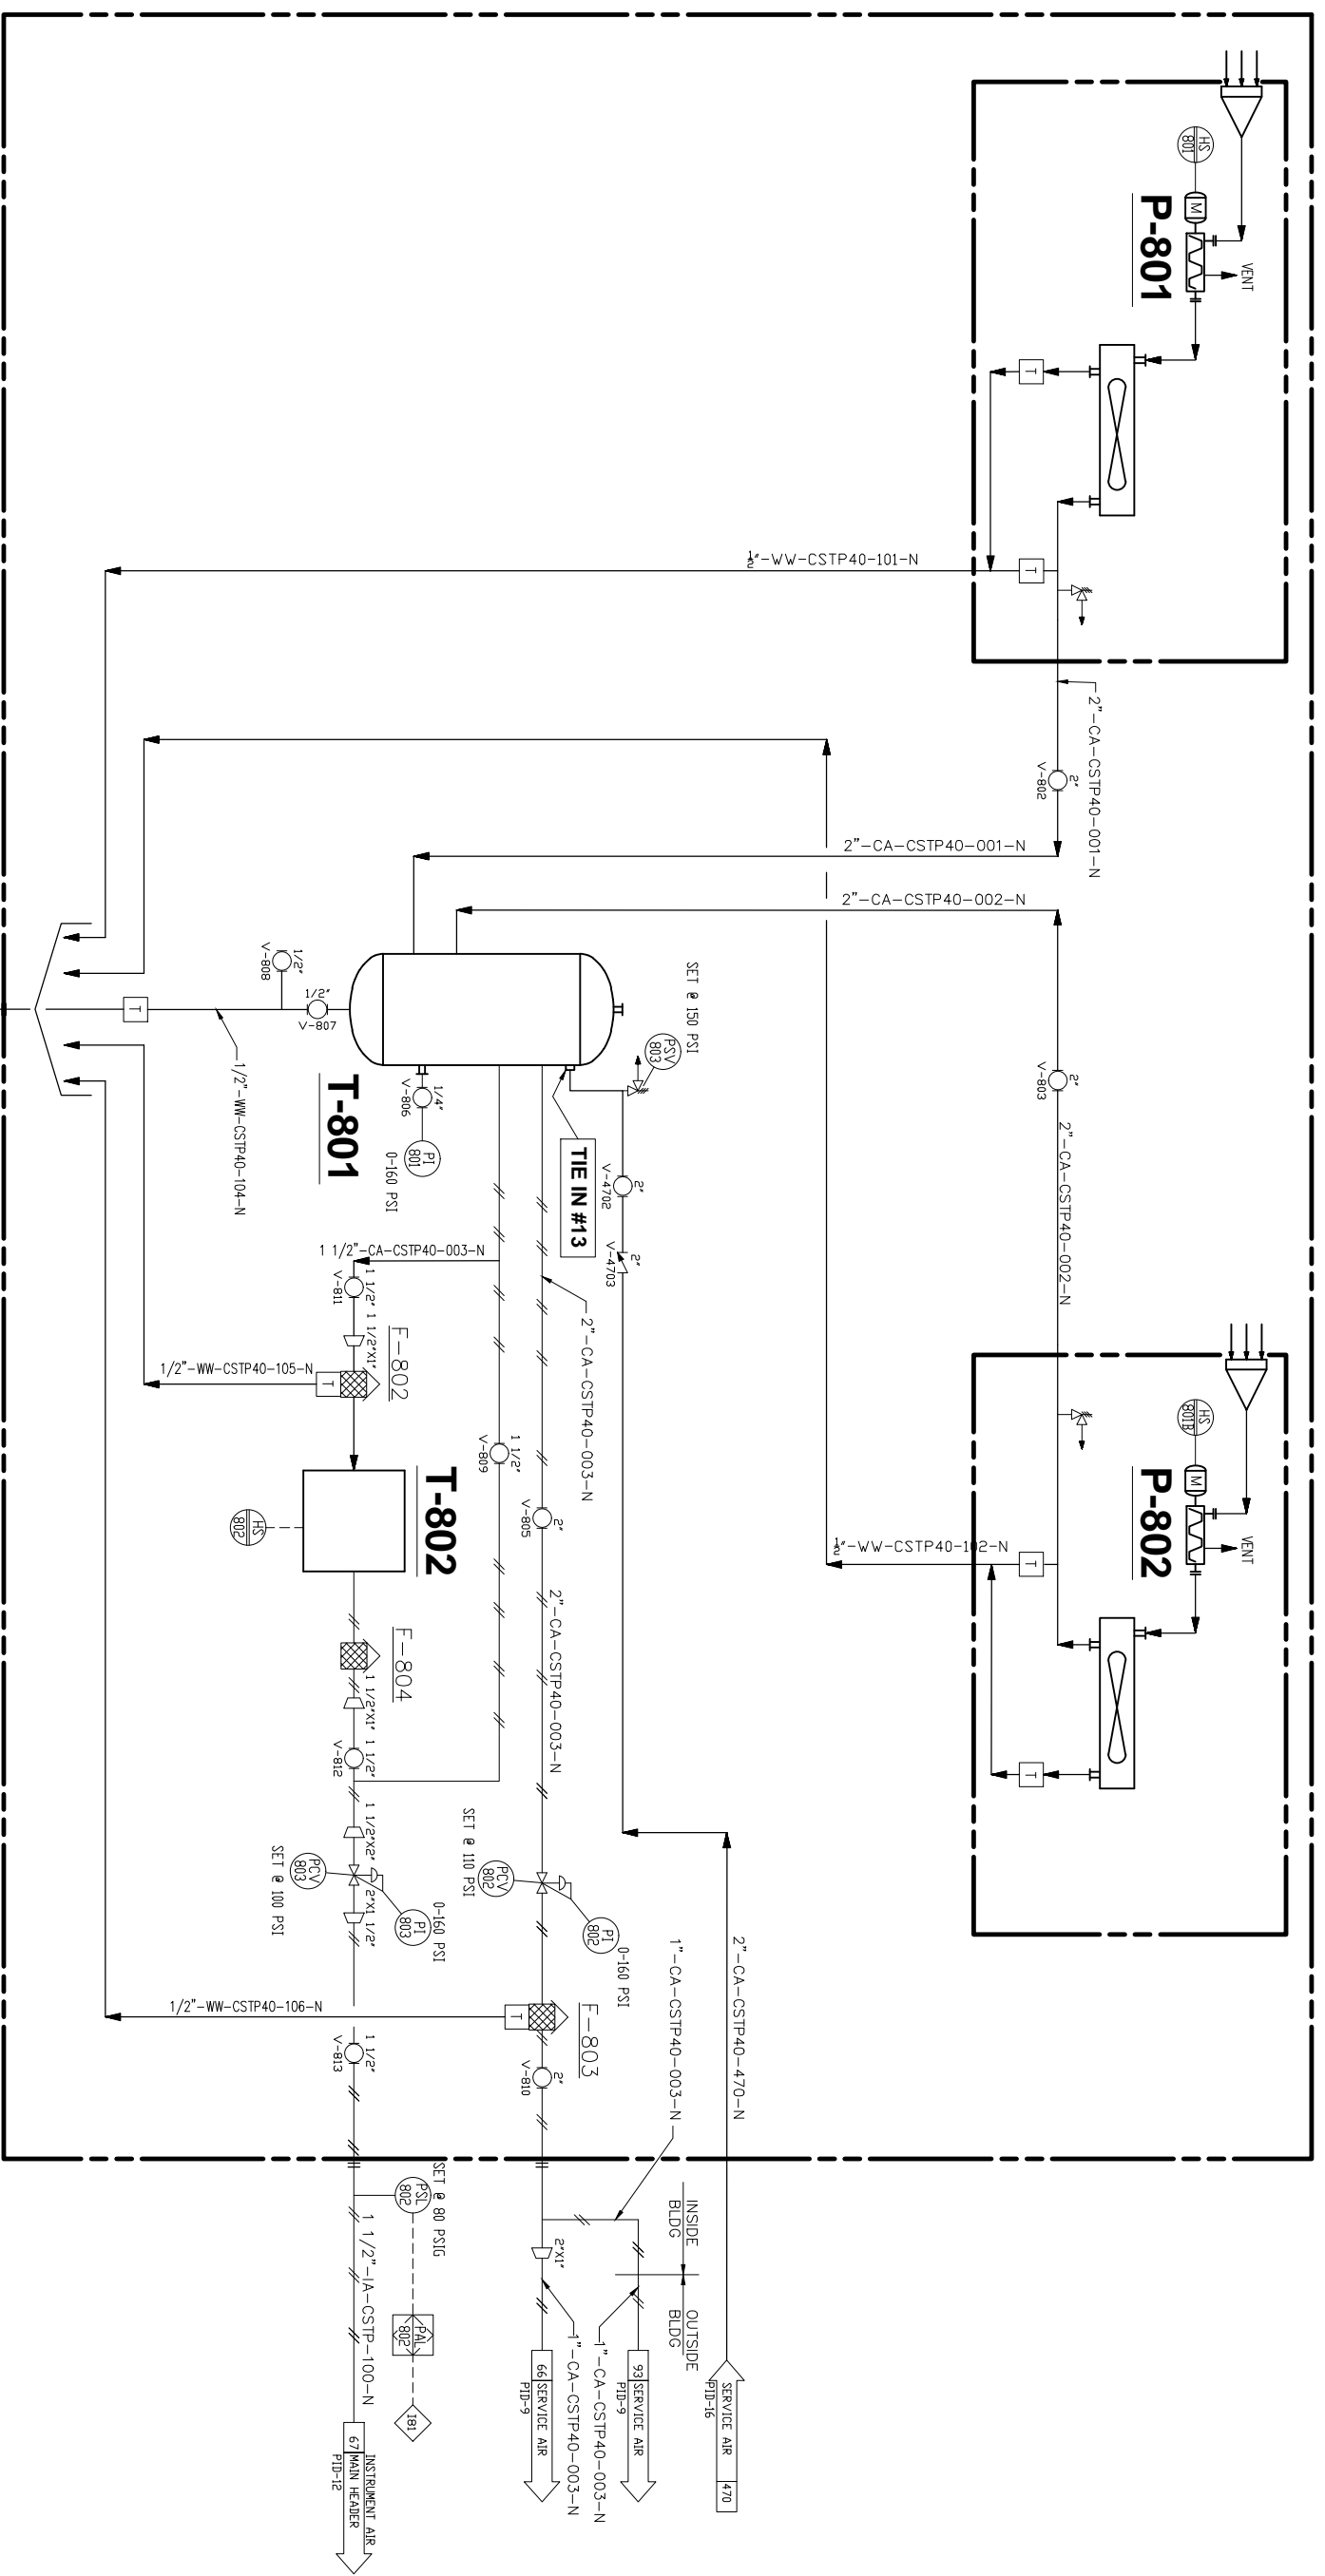 HS
801
M
P-801
VENT
T
T
½"-WW-CSTP40-101-N
2"-CA-CSTP40-001-N
2"
V-802
2"-CA-CSTP40-001-N
2"-CA-CSTP40-002-N
2"
V-803
2"-CA-CSTP40-002-N
HS
801B
M
P-802
VENT
T
T
½"-WW-CSTP40-102-N
SET @ 150 PSI
PSV
803
TIE IN #13
T-801
1/4"
V-806
PI
801
0-160 PSI
1/2"
V-807
1/2"
V-808
1/2"-WW-CSTP40-104-N
T
2"
V-4702
2"
V-4703
2"-CA-CSTP40-003-N
1 1/2"-CA-CSTP40-003-N
1 1/2"
V-811
1 1/2"X1"
F-802
T
1/2"-WW-CSTP40-105-N
1 1/2"
V-809
2"
V-805
2"-CA-CSTP40-003-N
T-802
HS
802
F-804
1 1/2"X1"
1 1/2"
V-812
1 1/2"X2"
PCV
803
SET @ 100 PSI
2"X1 1/2"
PI
803
0-160 PSI
SET @ 110 PSI
PCV
802
PI
802
0-160 PSI
F-803
T
1/2"-WW-CSTP40-106-N
2"
V-810
1 1/2"
V-813
1"-CA-CSTP40-003-N
2"-CA-CSTP40-470-N
INSIDE
BLDG
OUTSIDE
BLDG
2"X1"
1"-CA-CSTP40-003-N
1"-CA-CSTP40-003-N
SERVICE AIR 470
PID-16
93 SERVICE AIR
PID-9
66 SERVICE AIR
PID-9
SET @ 80 PSIG
PSL
802
PAL
802
I81
1 1/2"-IA-CSTP-100-N
INSTRUMENT AIR
67 MAIN HEADER
PID-12